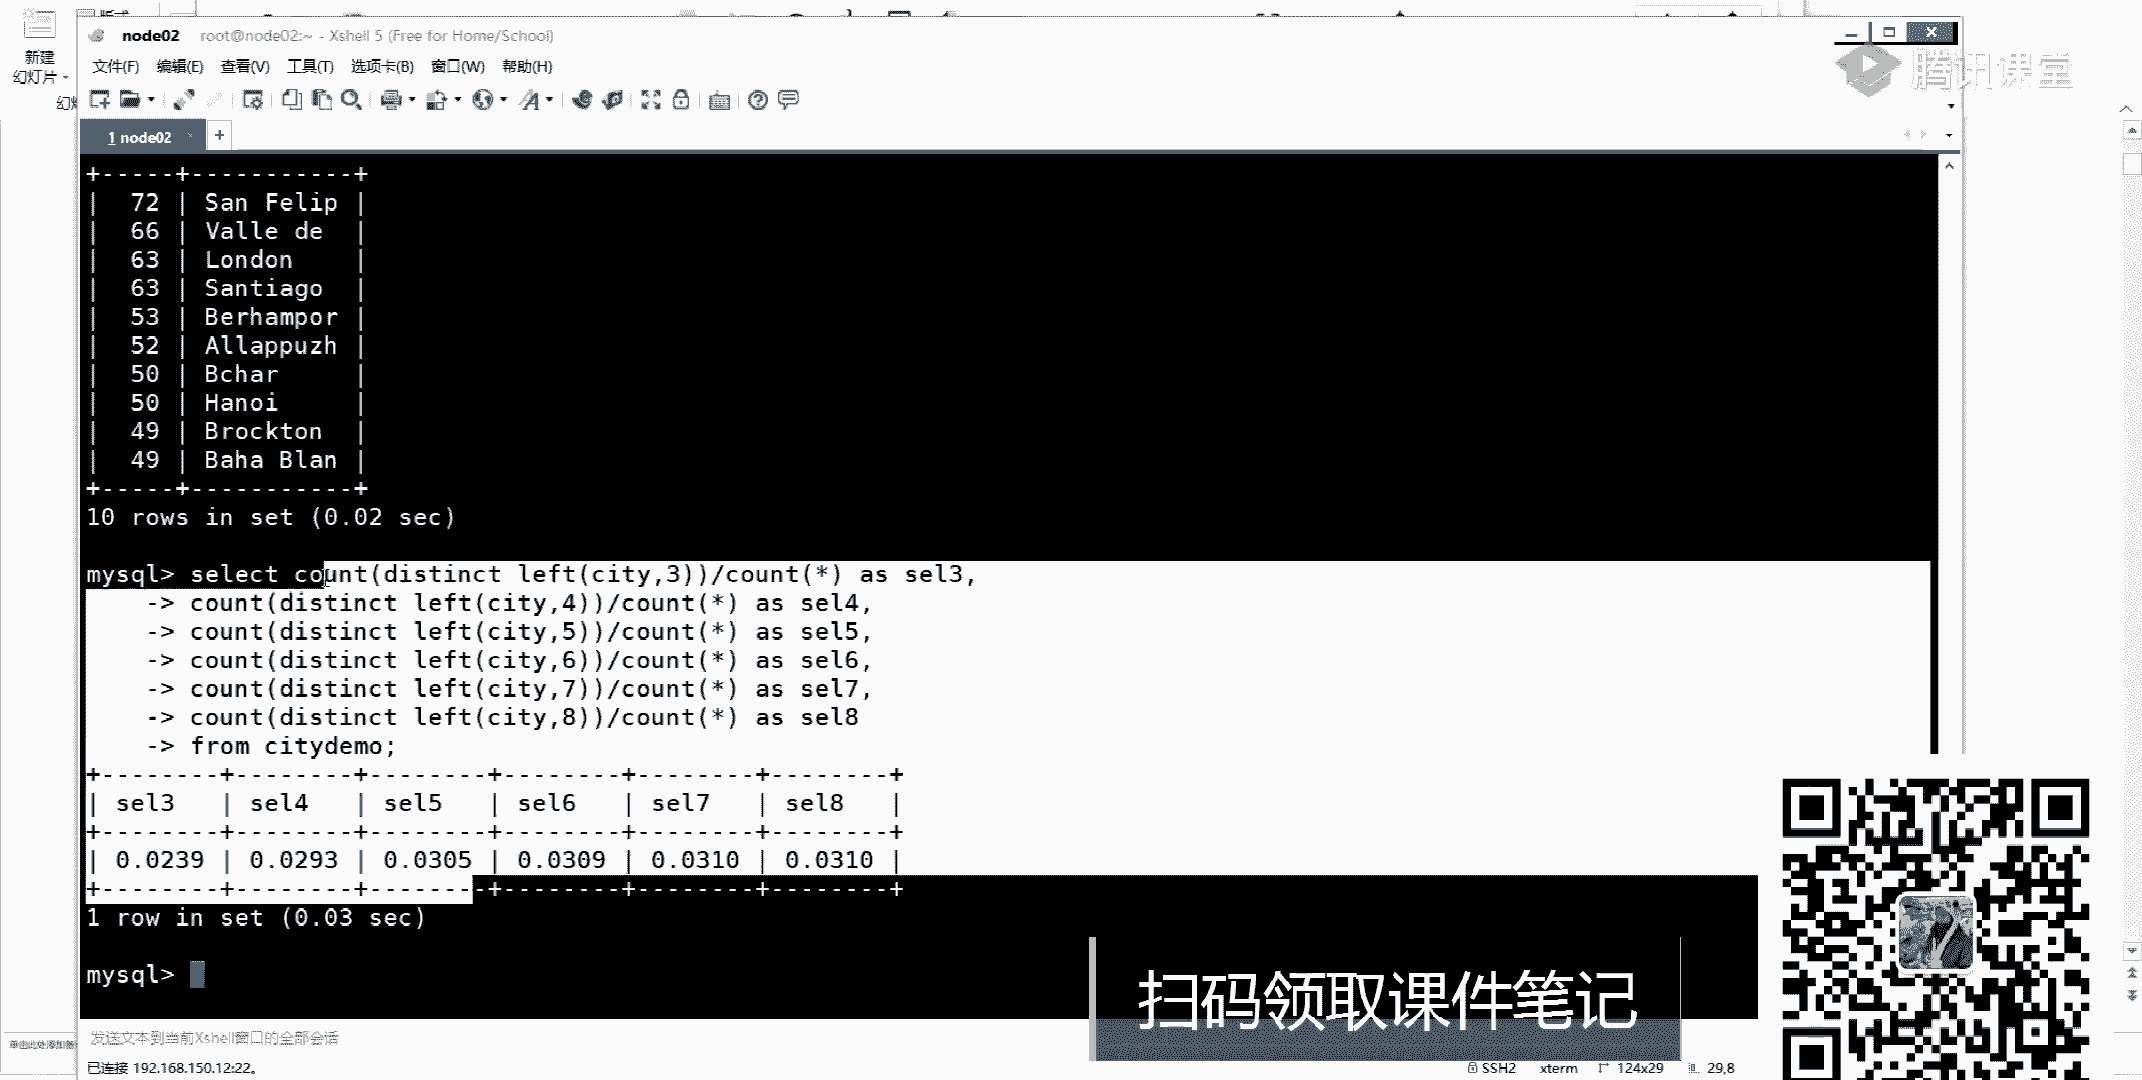 新建
幻灯片
幻
node02 root@node02:~ - Xshell 5 (Free for Home/School)
腾讯课堂
文件(F) 编辑(E) 查看(V) 工具(T) 选项卡(B) 窗口(W) 帮助(H)
1 node02
+
+-----+-----------+
| 72 | San Felip |
| 66 | Valle de |
| 63 | London |
| 63 | Santiago |
| 53 | Berhampor |
| 52 | Allappuzh |
| 50 | Bchar |
| 50 | Hanoi |
| 49 | Brockton |
| 49 | Baha Blan |
+-----+-----------+
10 rows in set (0.02 sec)
mysql> select count(distinct left(city,3))/count(*) as sel3,
-> count(distinct left(city,4))/count(*) as sel4,
-> count(distinct left(city,5))/count(*) as sel5,
-> count(distinct left(city,6))/count(*) as sel6,
-> count(distinct left(city,7))/count(*) as sel7,
-> count(distinct left(city,8))/count(*) as sel8
-> from citydemo;
+--------+--------+--------+--------+--------+--------+
| sel3 | sel4 | sel5 | sel6 | sel7 | sel8 |
+--------+--------+--------+--------+--------+--------+
| 0.0239 | 0.0293 | 0.0305 | 0.0309 | 0.0310 | 0.0310 |
+--------+--------+--------+--------+--------+--------+
1 row in set (0.03 sec)
mysql>
扫码领取课件笔记
发送文本到当前Xshell窗口的全部会话
单击此处添加备
已连接 192.168.150.12:22。
SSH2 xterm 124x29 29,8